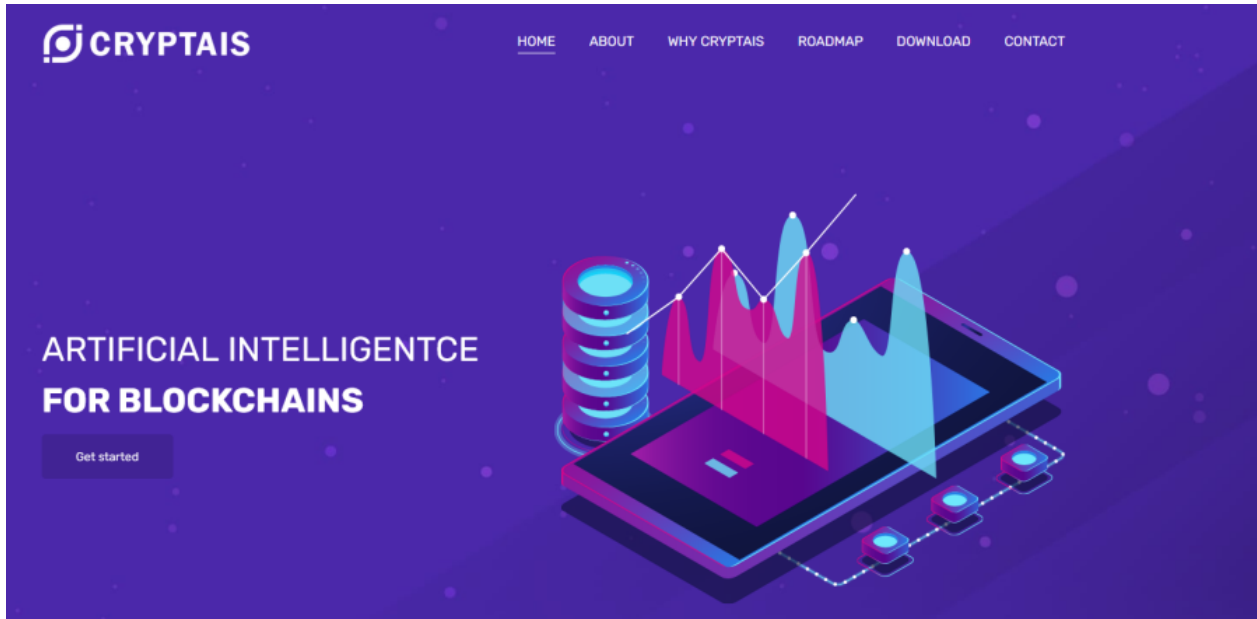 CRYPTAIS
HOME ABOUT WHY CRYPTAIS ROADMAP DOWNLOAD CONTACT
ARTIFICIAL INTELLIGENTCE
FOR BLOCKCHAINS
Get started